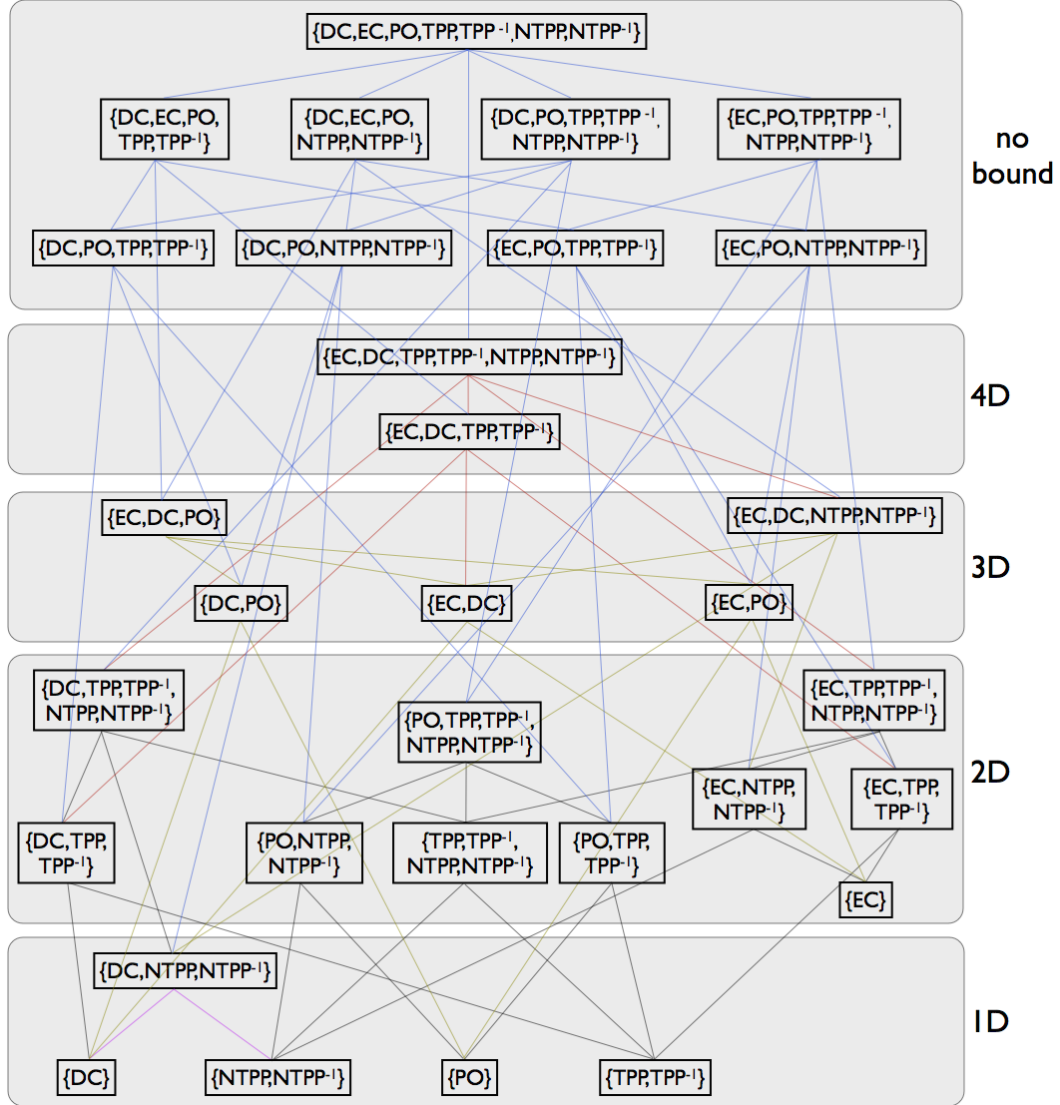 {DC,EC,PO,TPP,TPP⁻¹,NTPP,NTPP⁻¹}
{DC,EC,PO,
TPP,TPP⁻¹}
{DC,EC,PO,
NTPP,NTPP⁻¹}
{DC,PO,TPP,TPP⁻¹,
NTPP,NTPP⁻¹}
{EC,PO,TPP,TPP⁻¹,
NTPP,NTPP⁻¹}
no
bound
{DC,PO,TPP,TPP⁻¹}
{DC,PO,NTPP,NTPP⁻¹}
{EC,PO,TPP,TPP⁻¹}
{EC,PO,NTPP,NTPP⁻¹}
{EC,DC,TPP,TPP⁻¹,NTPP,NTPP⁻¹}
4D
{EC,DC,TPP,TPP⁻¹}
{EC,DC,PO}
{EC,DC,NTPP,NTPP⁻¹}
3D
{DC,PO}
{EC,DC}
{EC,PO}
{DC,TPP,TPP⁻¹,
NTPP,NTPP⁻¹}
{PO,TPP,TPP⁻¹,
NTPP,NTPP⁻¹}
{EC,TPP,TPP⁻¹,
NTPP,NTPP⁻¹}
2D
{EC,NTPP,
NTPP⁻¹}
{EC,TPP,
TPP⁻¹}
{DC,TPP,
TPP⁻¹}
{PO,NTPP,
NTPP⁻¹}
{TPP,TPP⁻¹,
NTPP,NTPP⁻¹}
{PO,TPP,
TPP⁻¹}
{EC}
{DC,NTPP,NTPP⁻¹}
1D
{DC}
{NTPP,NTPP⁻¹}
{PO}
{TPP,TPP⁻¹}